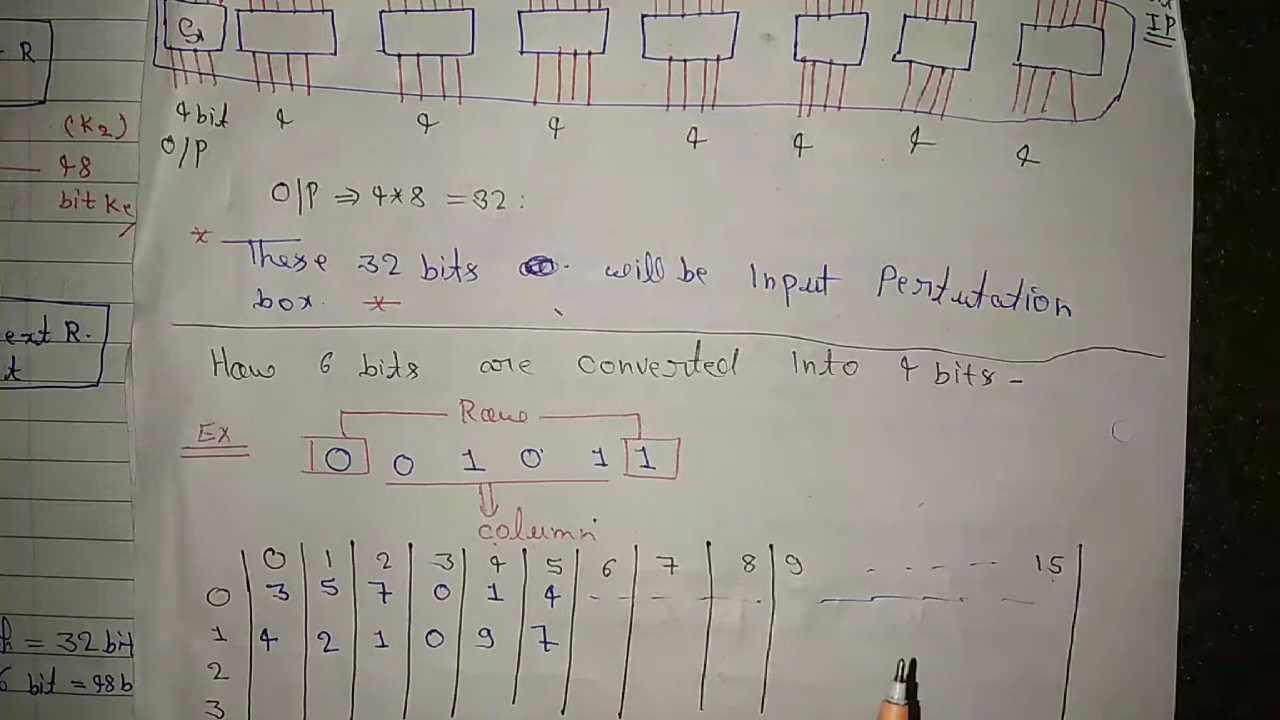 IP
S1
R
4 bit 4 4 4 4 4 4 4
O/P
(K2)
48
bit Ke
O/P ⇒ 4*8 = 32:
* These 32 bits will be Input Pertutation
box. *
ext R.
t
How 6 bits are converted Into 4 bits -
Row
Ex 0 0 1 0 1 1
column
0 1 2 3 4 5 6 7 8 9 - - - - - 15
0 3 5 7 0 1 4 - - - - -
1 4 2 1 0 9 7
2
3
= 32 bit
6 bit = 48b